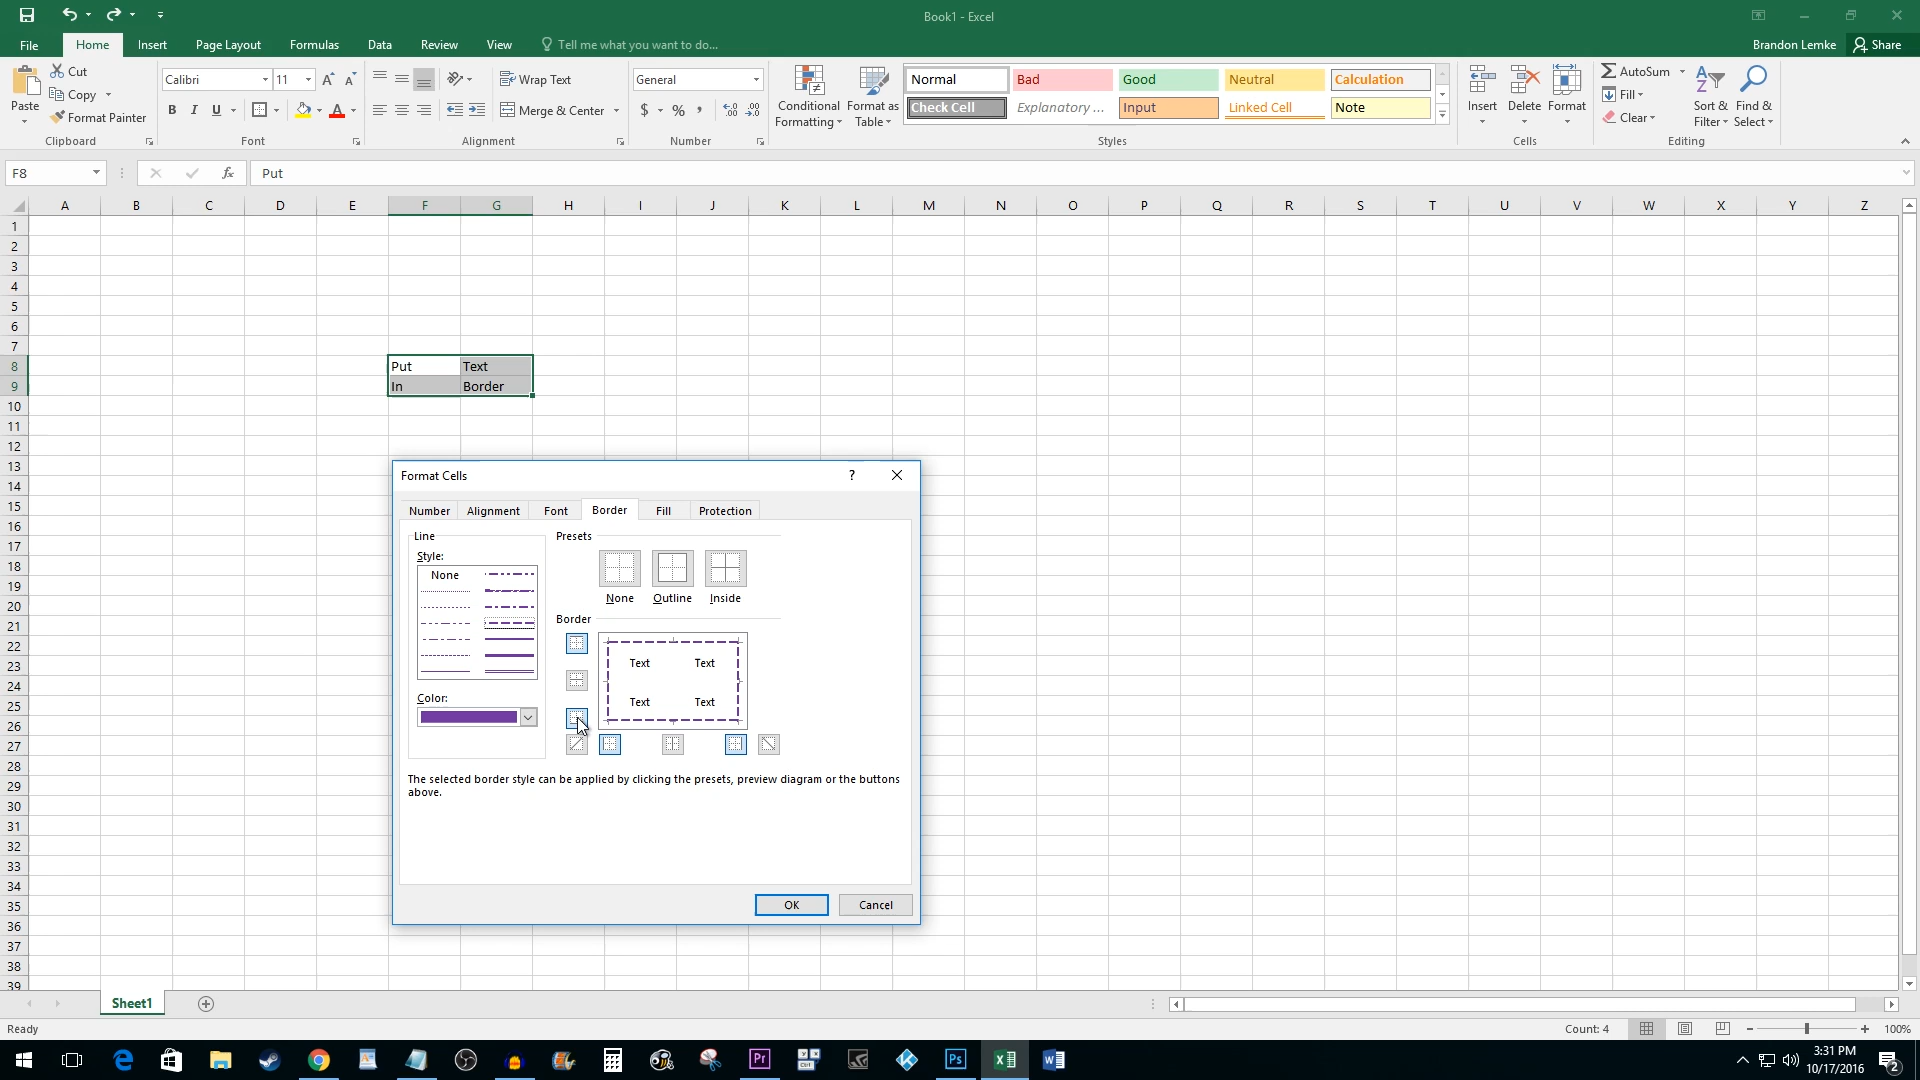 Book1 - Excel
File Home Insert Page Layout Formulas Data Review View Tell me what you want to do... Brandon Lemke Share
Paste
Cut
Copy
Format Painter
Clipboard
Calibri 11
B I U
Font
Wrap Text
Merge & Center
Alignment
General
$ % ,
Number
Conditional Formatting
Format as Table
Normal Bad Good Neutral Calculation
Check Cell Explanatory ... Input Linked Cell Note
Styles
Insert Delete Format
Cells
AutoSum
Fill
Clear
Sort & Filter
Find & Select
Editing
F8 fx Put
A B C D E F G H I J K L M N O P Q R S T U V W X Y Z
1
2
3
4
5
6
7
8 Put Text
9 In Border
10
11
12
13
14
15
16
17
18
19
20
21
22
23
24
25
26
27
28
29
30
31
32
33
34
35
36
37
38
39
Format Cells ?
Number Alignment Font Border Fill Protection
Line
Style:
None
Color:
Presets
None Outline Inside
Border
Text Text
Text Text
The selected border style can be applied by clicking the presets, preview diagram or the buttons
above.
OK Cancel
Sheet1
Ready Count: 4 100%
Pr Ps
3:31 PM
10/17/2016
2